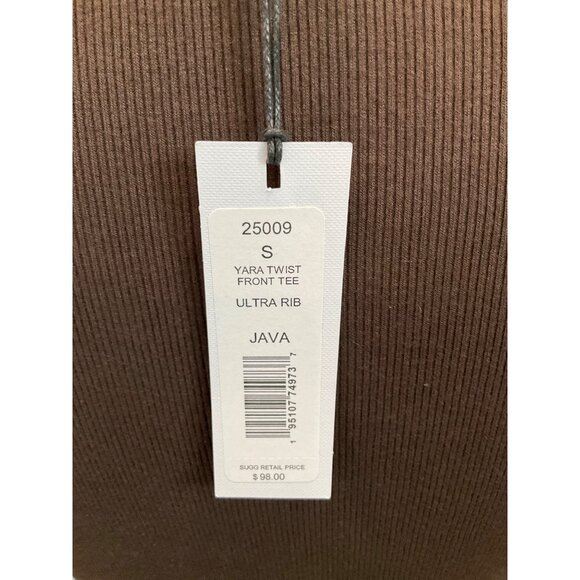 25009
S
YARA TWIST
FRONT TEE
ULTRA RIB
JAVA
1 95107 74973 7
SUGG RETAIL PRICE
$ 98.00